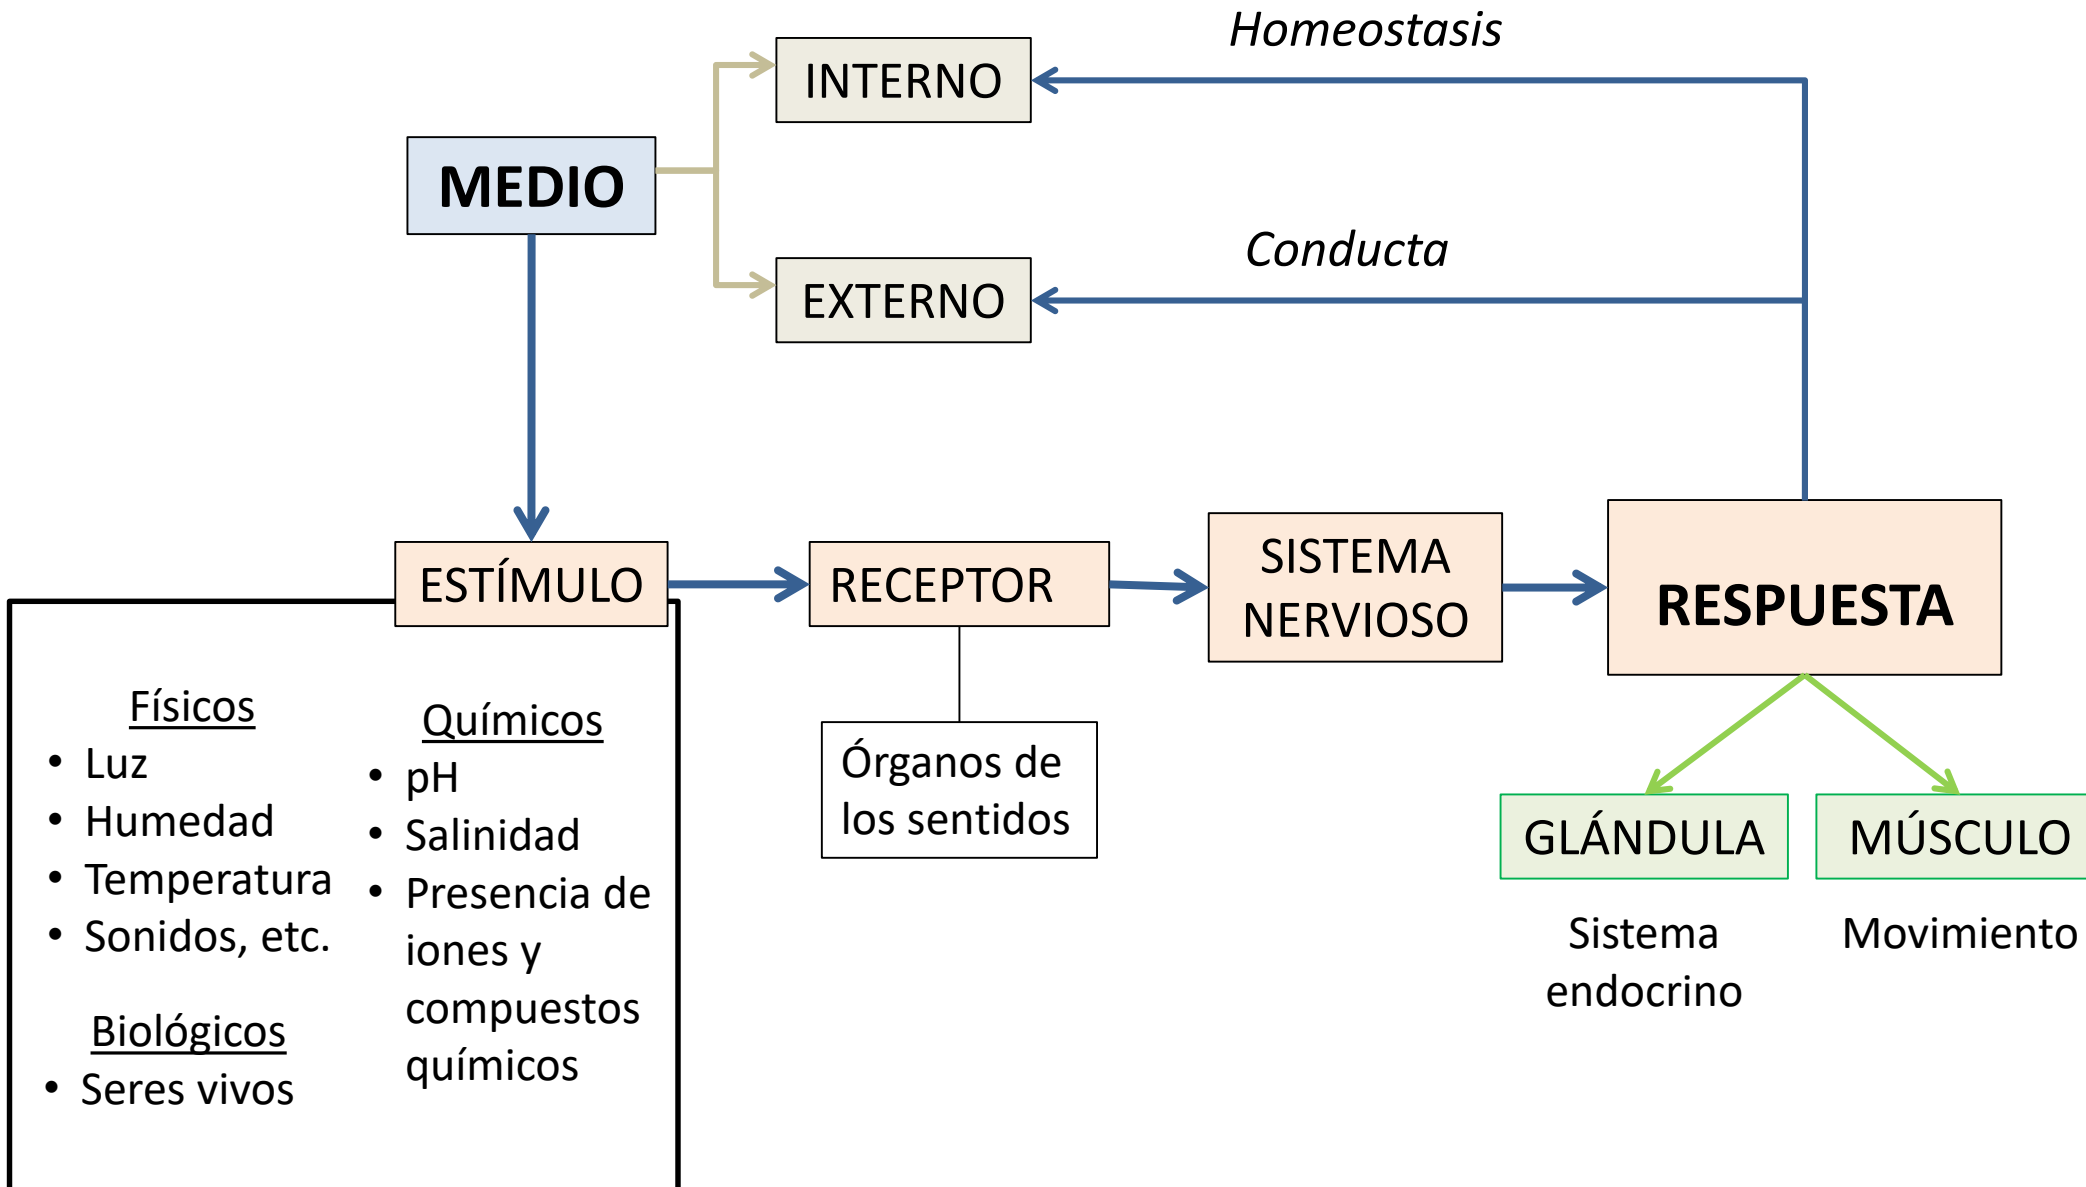 Homeostasis
INTERNO
MEDIO
Conducta
EXTERNO
ESTÍMULO
RECEPTOR
SISTEMA
NERVIOSO
RESPUESTA
Físicos
• Luz
• Humedad
• Temperatura
• Sonidos, etc.
Biológicos
• Seres vivos
Químicos
• pH
• Salinidad
• Presencia de
iones y
compuestos
químicos
Órganos de
los sentidos
GLÁNDULA
MÚSCULO
Sistema
endocrino
Movimiento